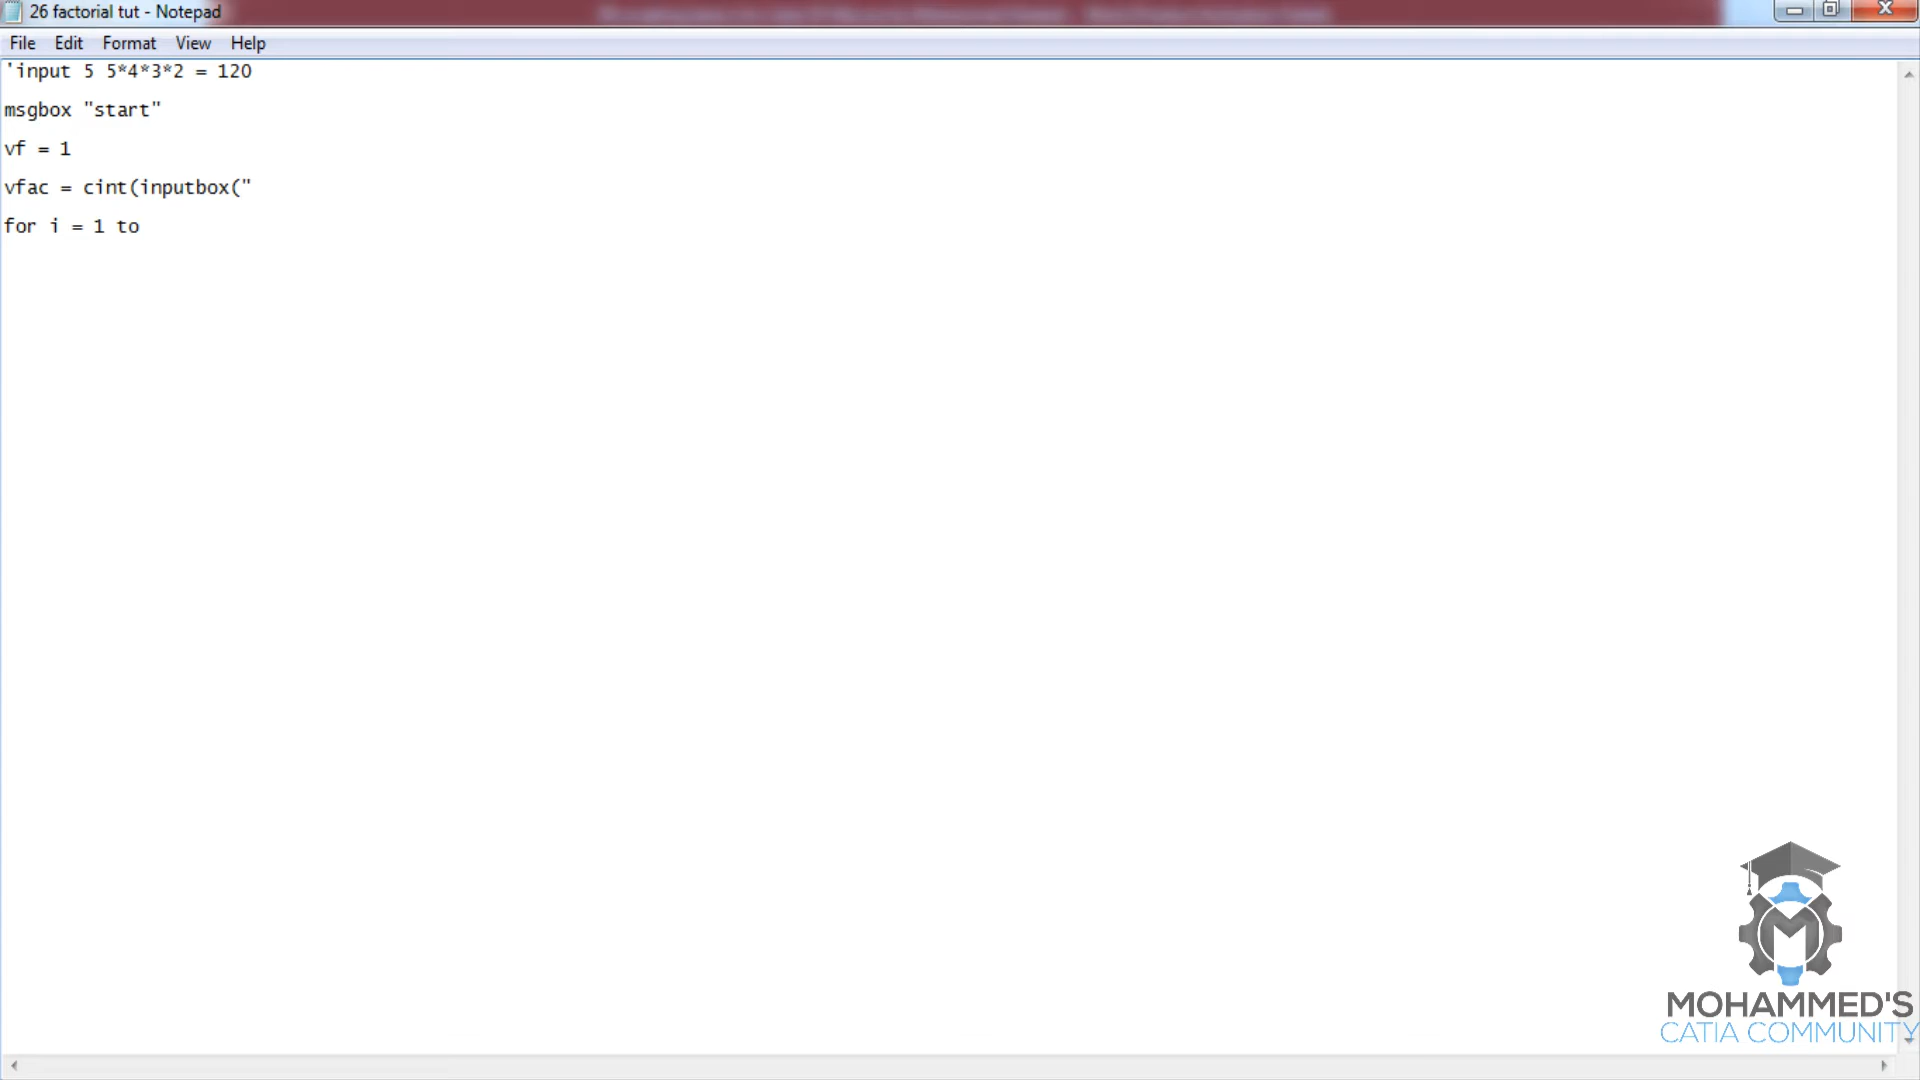 26 factorial tut - Notepad
File Edit Format View Help
'input 5 5*4*3*2 = 120
msgbox "start"
vf = 1
vfac = cint(inputbox("
for i = 1 to
MOHAMMED'S
CATIA COMMUNITY